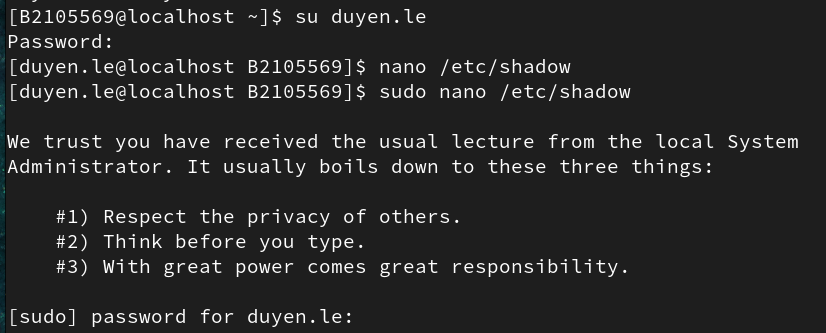 [B2105569@localhost ~]$ su duyen.le
Password:
[duyen.le@localhost B2105569]$ nano /etc/shadow
[duyen.le@localhost B2105569]$ sudo nano /etc/shadow
We trust you have received the usual lecture from the local System
Administrator. It usually boils down to these three things:
#1) Respect the privacy of others.
#2) Think before you type.
#3) With great power comes great responsibility.
[sudo] password for duyen.le: